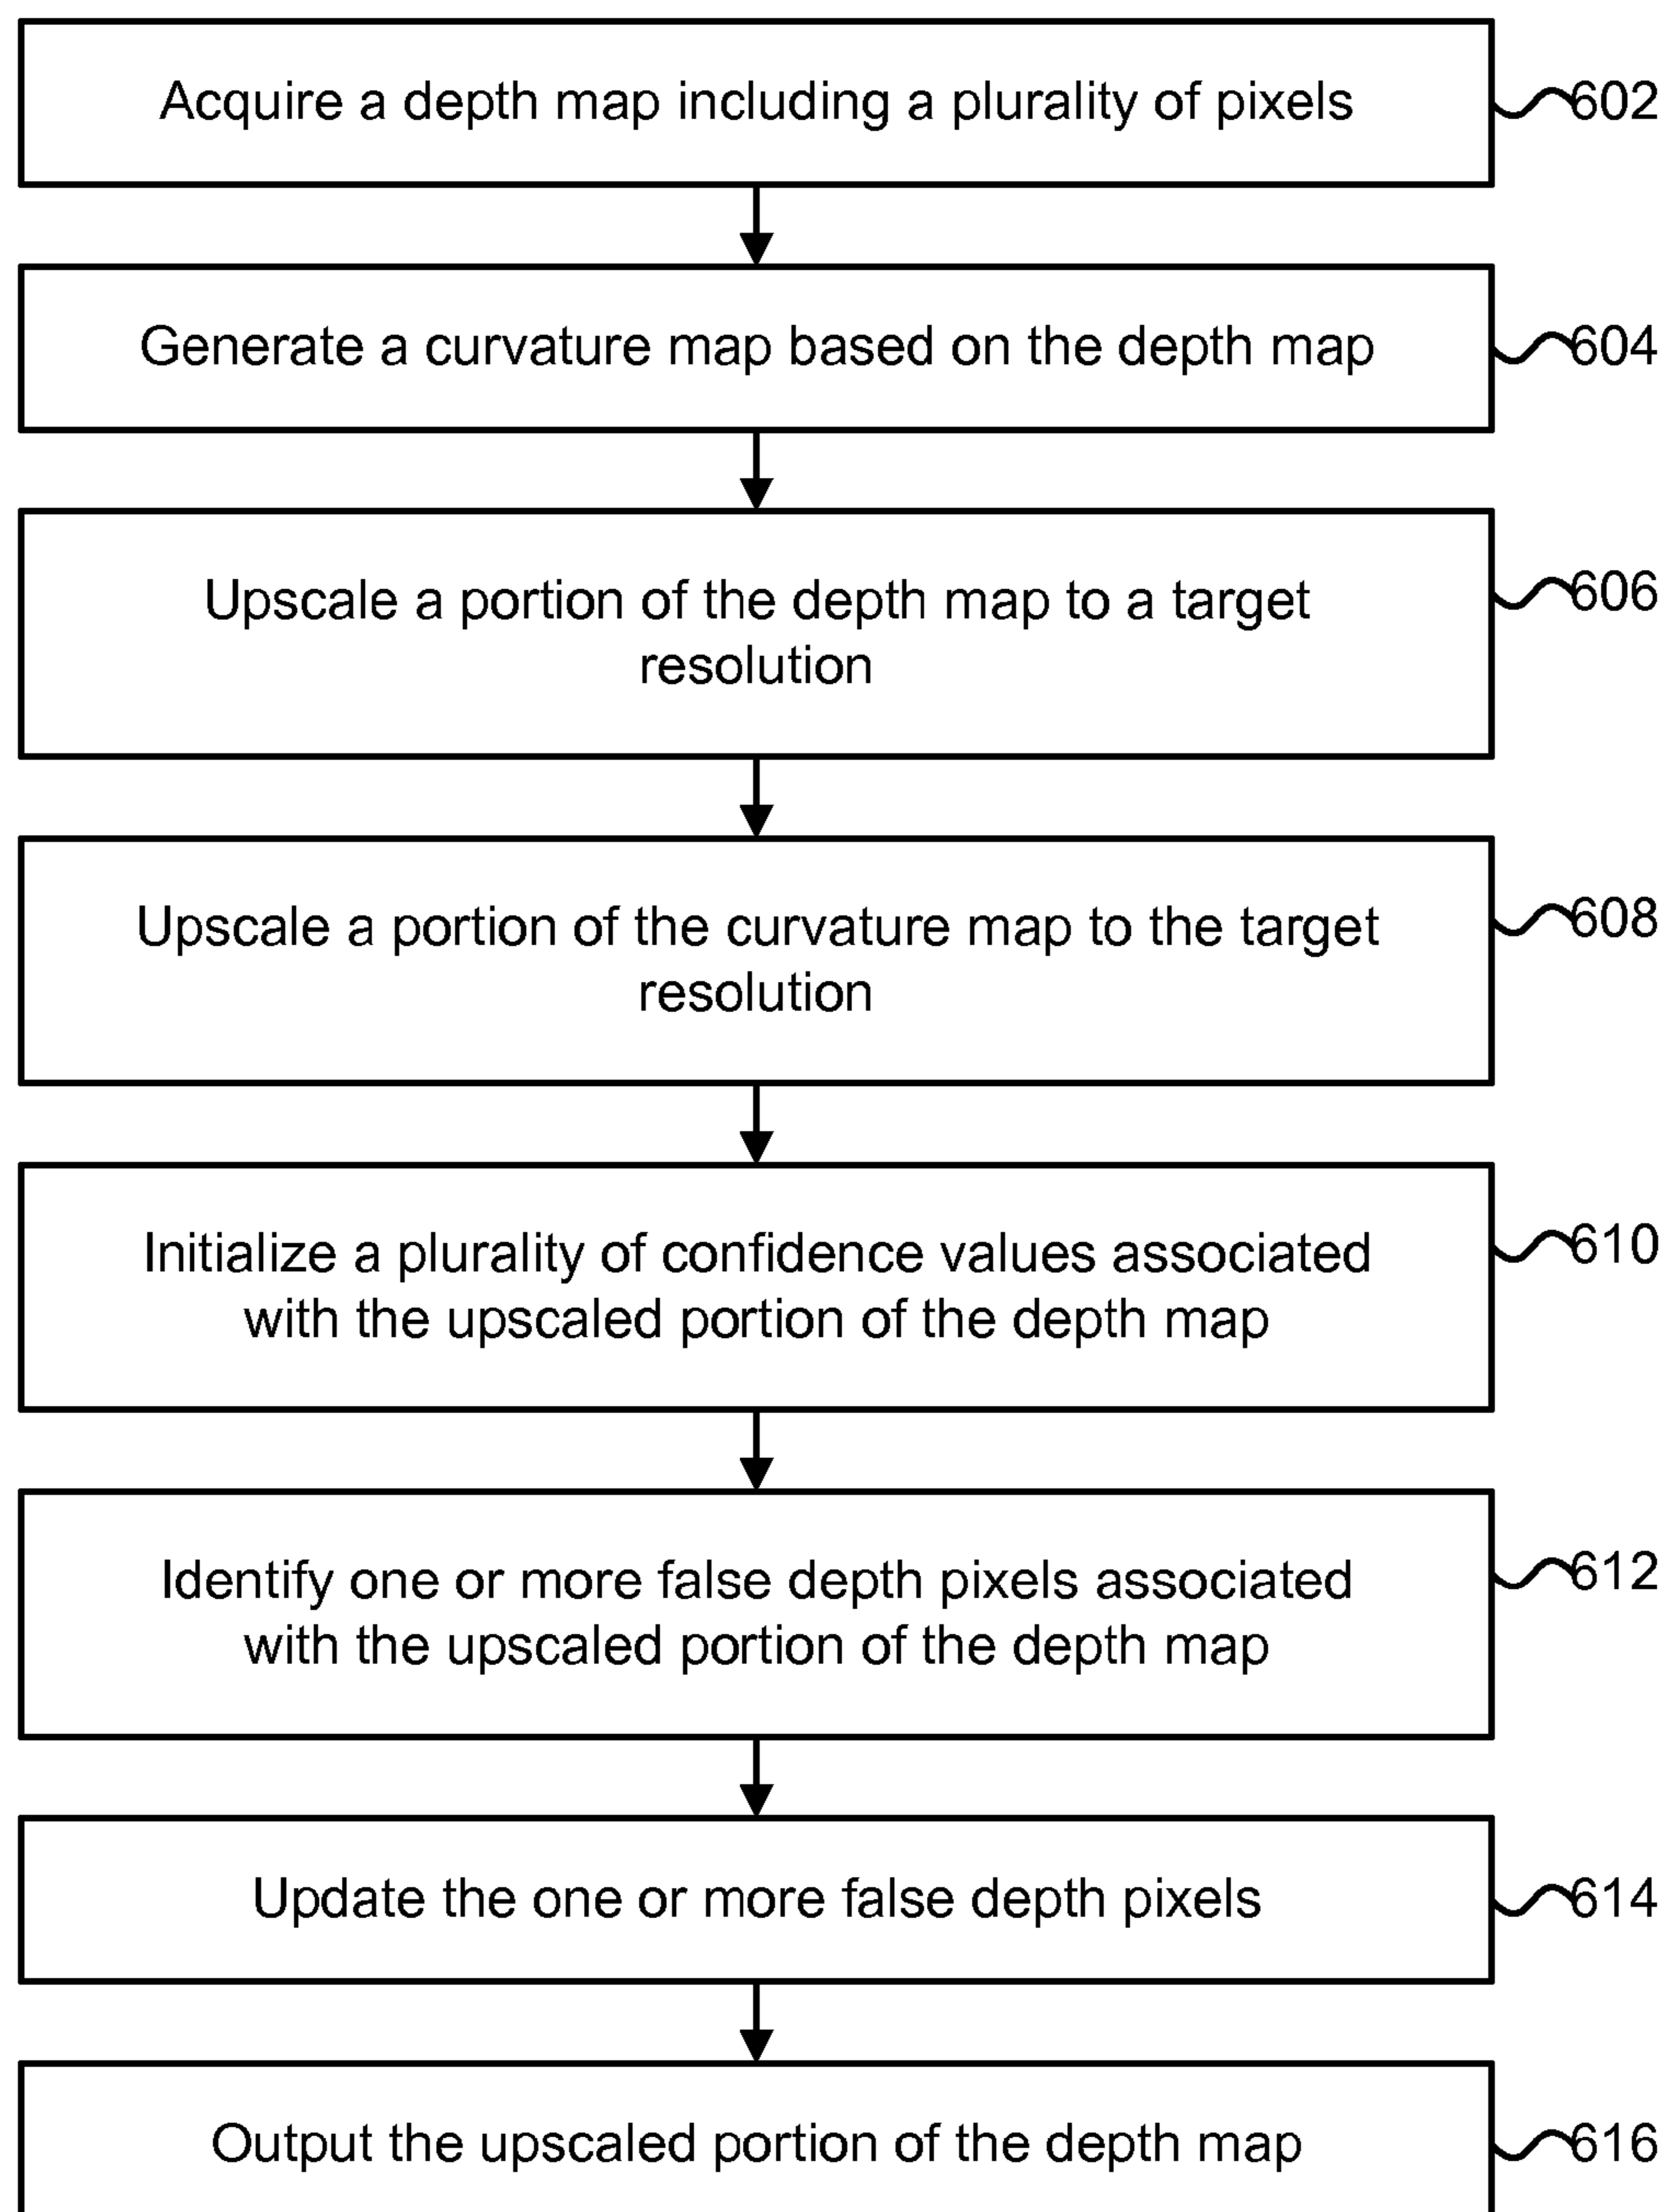 Acquire a depth map including a plurality of pixels
602
Generate a curvature map based on the depth map
604
Upscale a portion of the depth map to a target
resolution
606
Upscale a portion of the curvature map to the target
resolution
608
Initialize a plurality of confidence values associated
with the upscaled portion of the depth map
610
Identify one or more false depth pixels associated
with the upscaled portion of the depth map
612
Update the one or more false depth pixels
614
Output the upscaled portion of the depth map
616